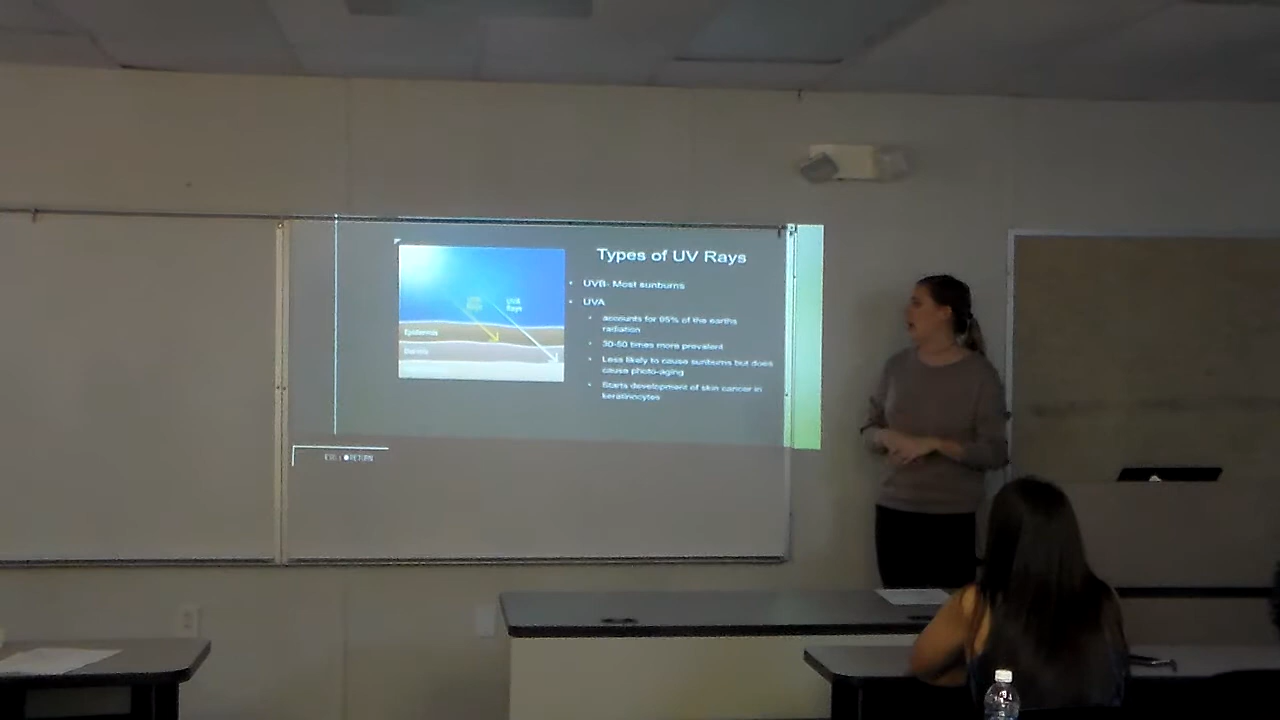 Types of UV Rays
UVB- Most sunburns
UVA
accounts for 95% of the earths
radiation
30-50 times more prevalent
Less likely to cause sunburns but does
cause photo-aging
Starts development of skin cancer in
keratinocytes
UVA
Rays
Epidermis
Dermis
RETURN